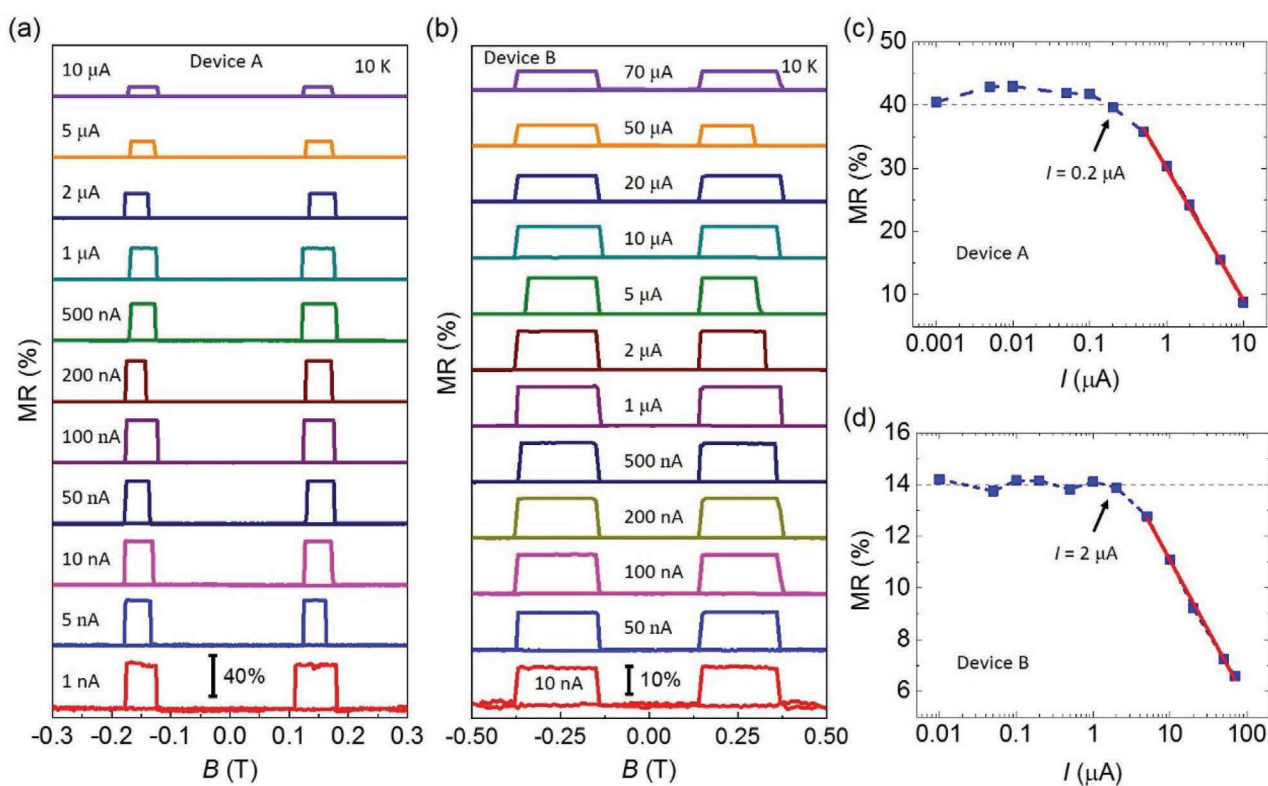 (a)
Device A
10 K
10 μA
5 μA
2 μA
1 μA
500 nA
200 nA
100 nA
50 nA
10 nA
5 nA
1 nA
40%
MR (%)
-0.3 -0.2 -0.1 0.0 0.1 0.2 0.3
B (T)
(b)
Device B
10 K
70 μA
50 μA
20 μA
10 μA
5 μA
2 μA
1 μA
500 nA
200 nA
100 nA
50 nA
10 nA
10%
MR (%)
-0.50 -0.25 0.00 0.25 0.50
B (T)
(c)
50
40
30
20
10
MR (%)
I = 0.2 μA
Device A
0.001 0.01 0.1 1 10
I (μA)
(d)
16
14
12
10
8
6
MR (%)
I = 2 μA
Device B
0.01 0.1 1 10 100
I (μA)